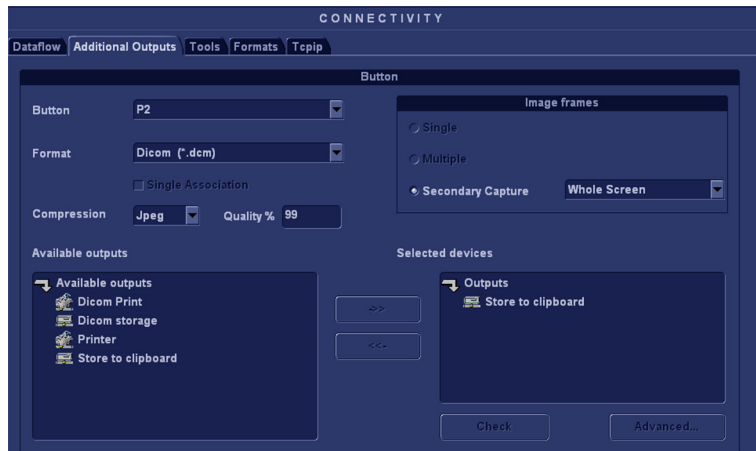 CONNECTIVITY
Dataflow Additional Outputs Tools Formats Tcpip
Button
Button P2
Format Dicom (*.dcm)
Single Association
Compression Jpeg Quality % 99
Image frames
Single
Multiple
Secondary Capture Whole Screen
Available outputs
Available outputs
Dicom Print
Dicom storage
Printer
Store to clipboard
->>
<<-
Selected devices
Outputs
Store to clipboard
Check Advanced...